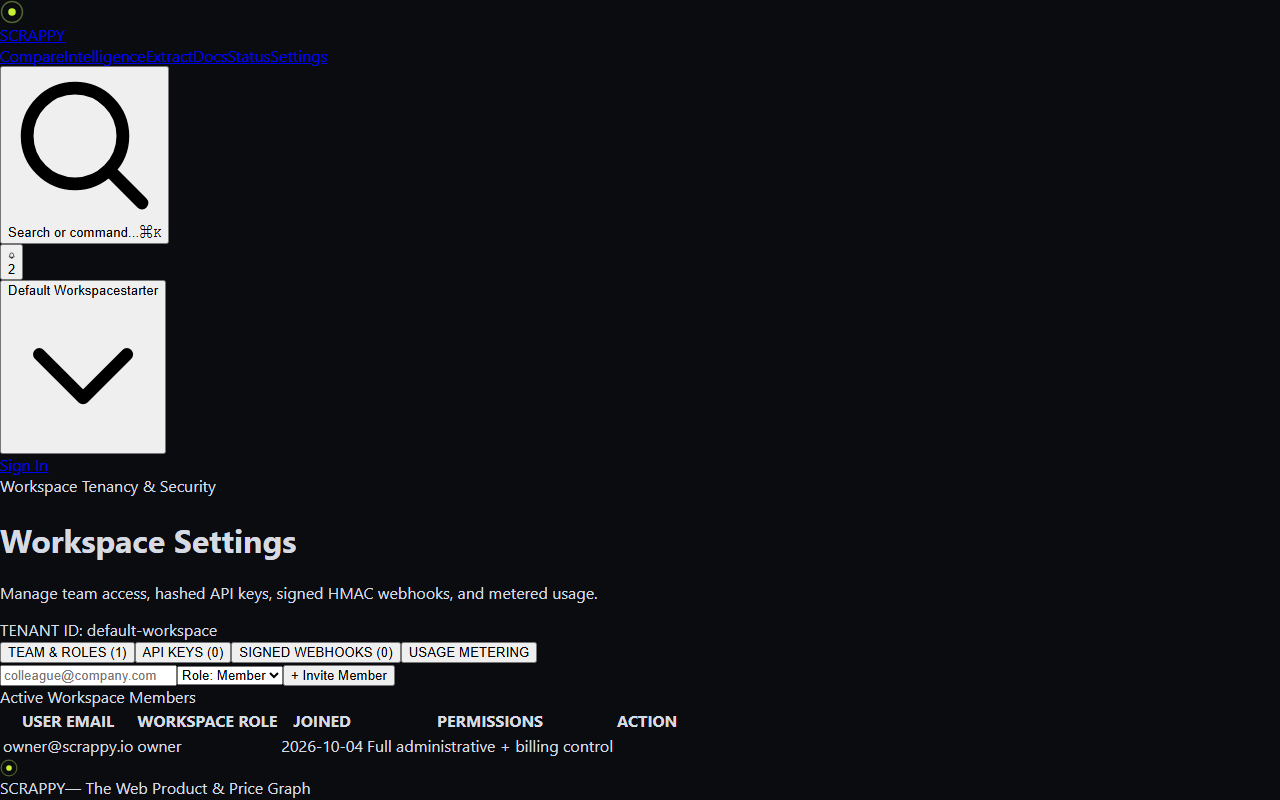 SCRAPPY
CompareIntelligenceExtractDocsStatusSettings
Search or command...⌘K
2
Default Workspacestarter
Sign In
Workspace Tenancy & Security
Workspace Settings
Manage team access, hashed API keys, signed HMAC webhooks, and metered usage.
TENANT ID: default-workspace
TEAM & ROLES (1) API KEYS (0) SIGNED WEBHOOKS (0) USAGE METERING
colleague@company.com Role: Member + Invite Member
Active Workspace Members
USER EMAIL WORKSPACE ROLE JOINED PERMISSIONS ACTION
owner@scrappy.io owner 2026-10-04 Full administrative + billing control
SCRAPPY— The Web Product & Price Graph